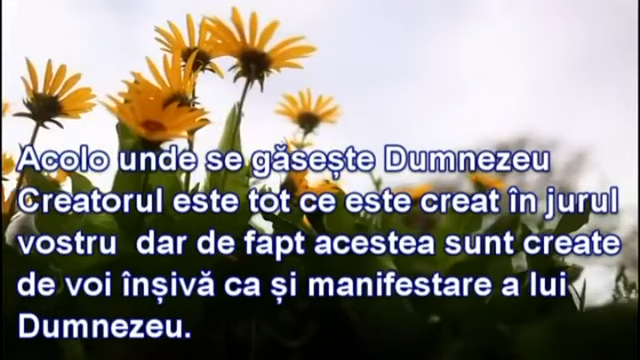 Acolo unde se găsește Dumnezeu
Creatorul este tot ce este creat în jurul
vostru  dar de fapt acestea sunt create
de voi înșivă ca și manifestare a lui
Dumnezeu.